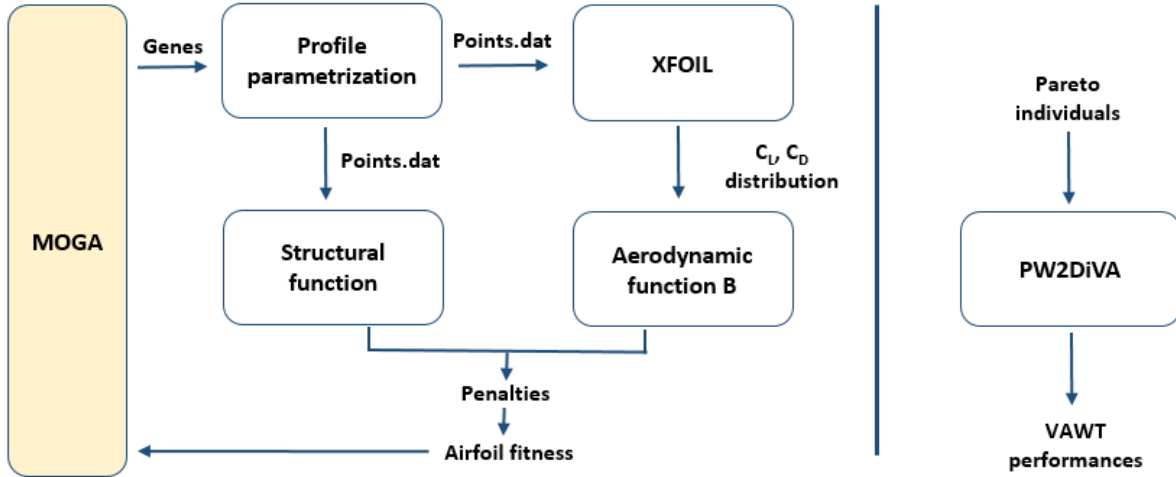 MOGA
Genes
Profile
parametrization
Points.dat
XFOIL
Points.dat
C_L, C_D
distribution
Structural
function
Aerodynamic
function B
Penalties
Airfoil fitness
Pareto
individuals
PW2DiVA
VAWT
performances